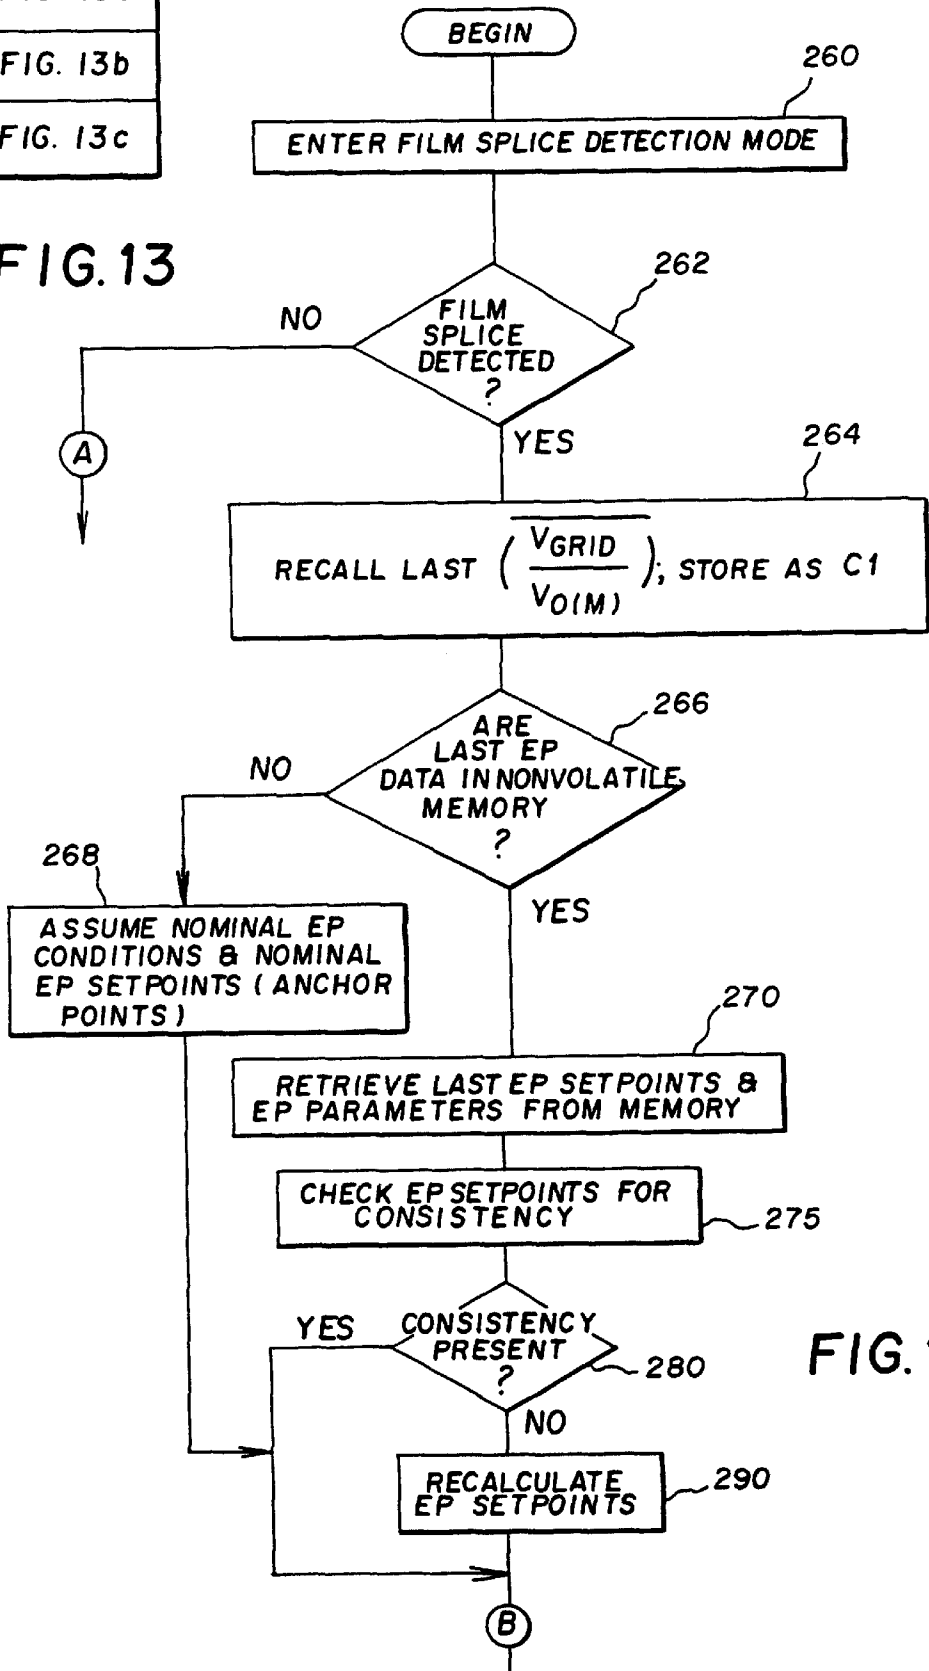 FIG. 13b
FIG. 13c
FIG. 13
BEGIN
260
ENTER FILM SPLICE DETECTION MODE
262
FILM
SPLICE
DETECTED
?
NO
YES
A
264
RECALL LAST ( VGRID / VO(M) ); STORE AS C1
266
ARE
LAST EP
DATA IN NONVOLATILE
MEMORY
?
NO
YES
268
ASSUME NOMINAL EP
CONDITIONS & NOMINAL
EP SETPOINTS (ANCHOR
POINTS)
270
RETRIEVE LAST EP SETPOINTS &
EP PARAMETERS FROM MEMORY
CHECK EP SETPOINTS FOR
CONSISTENCY
275
CONSISTENCY
PRESENT
?
YES
280
NO
FIG.
RECALCULATE
EP SETPOINTS
290
B